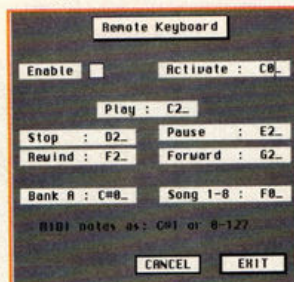 Remote Keyboard
Enable Activate : C0_
Play : C2_
Stop : D2_ Pause : E2_
Rewind : F2_ Forward : G2_
Bank A : C#0_ Song 1-8 : F0_
MIDI notes as: C#1 or 0-127
CANCEL EXIT